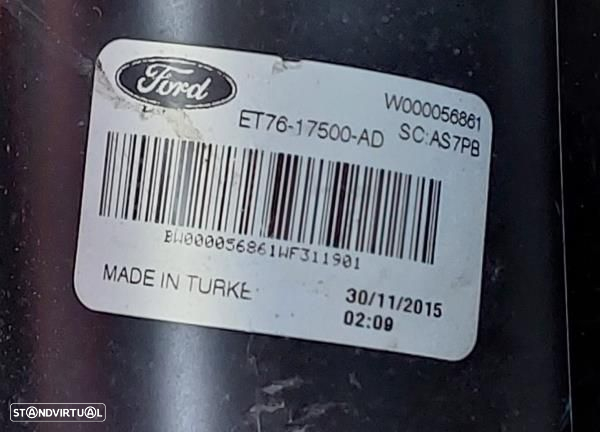 Ford
W000056861
ET76-17500-AD
SC:AS7PB
BW000056861WF311901
MADE IN TURKE
30/11/2015
02:09
STANDVIRTUAL